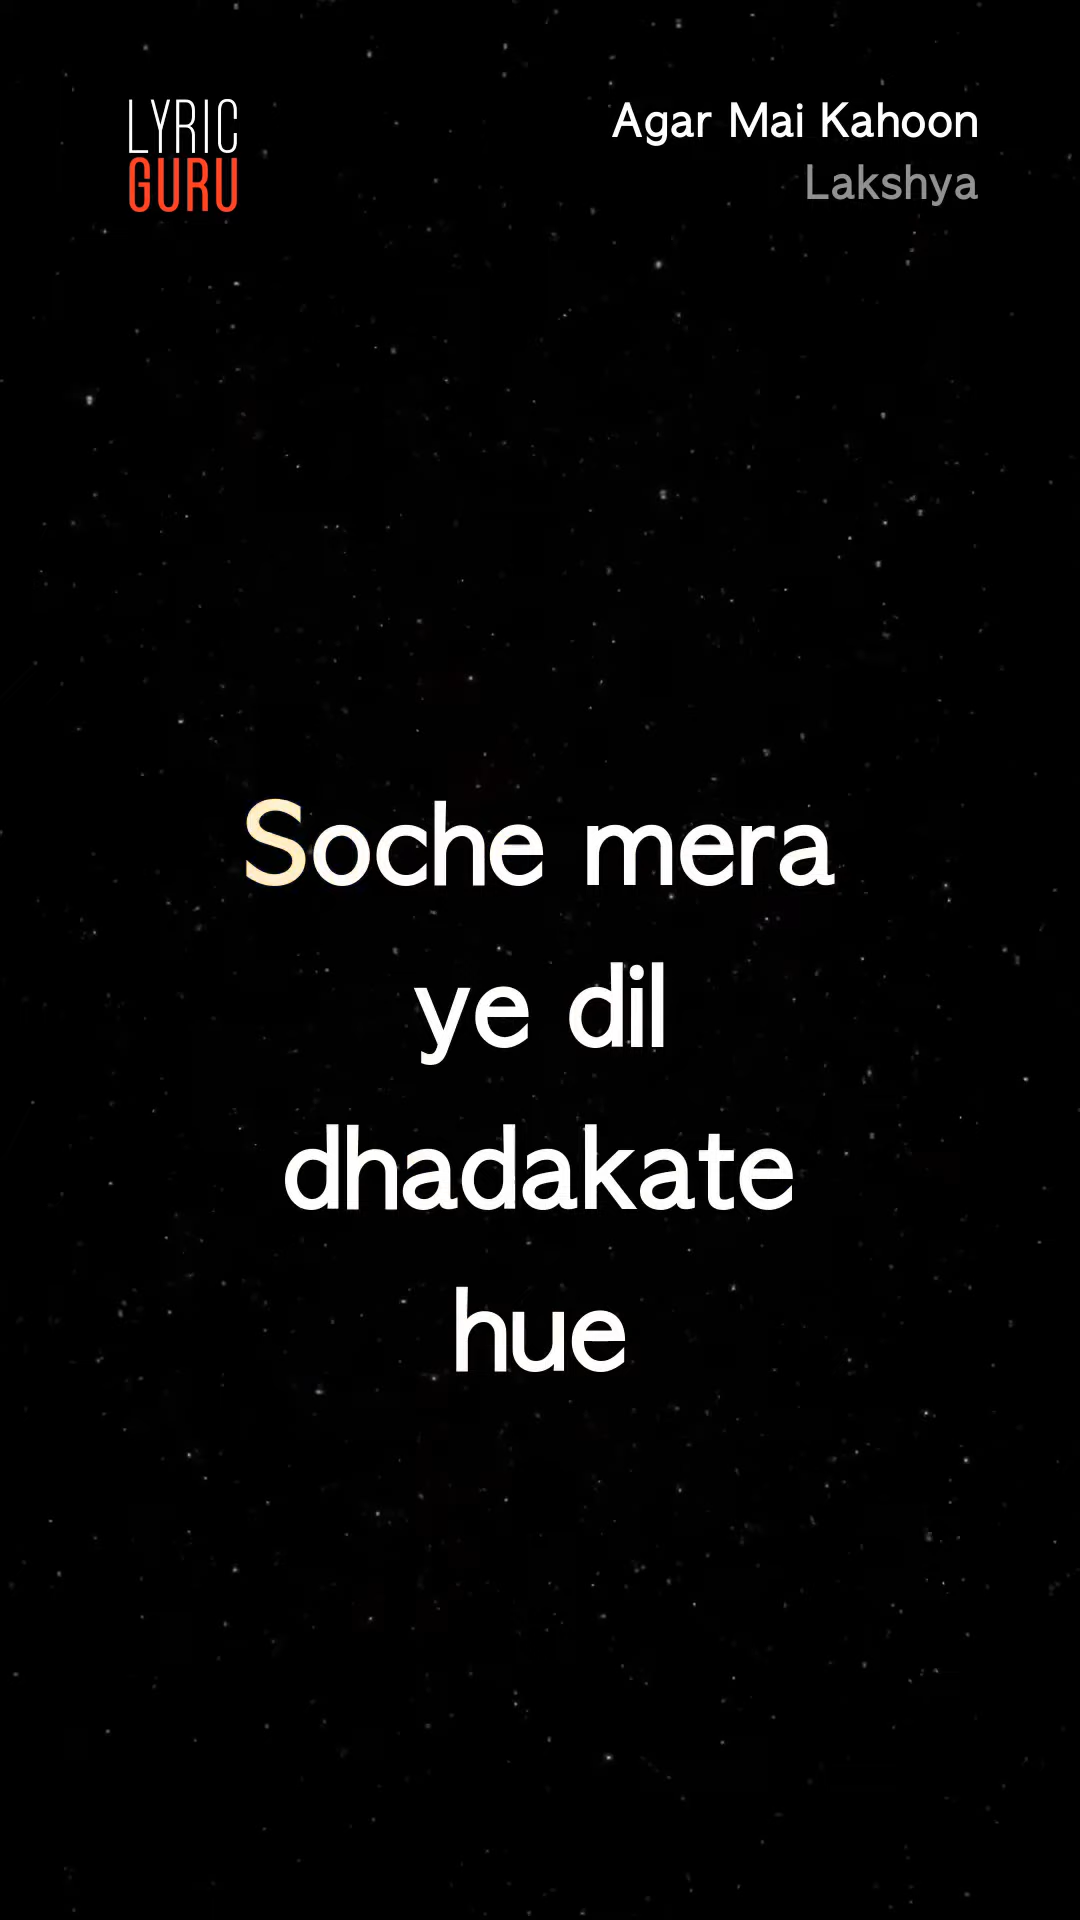 LYRIC
GURU
Agar Mai Kahoon
Lakshya
Soche mera
ye dil
dhadakate
hue